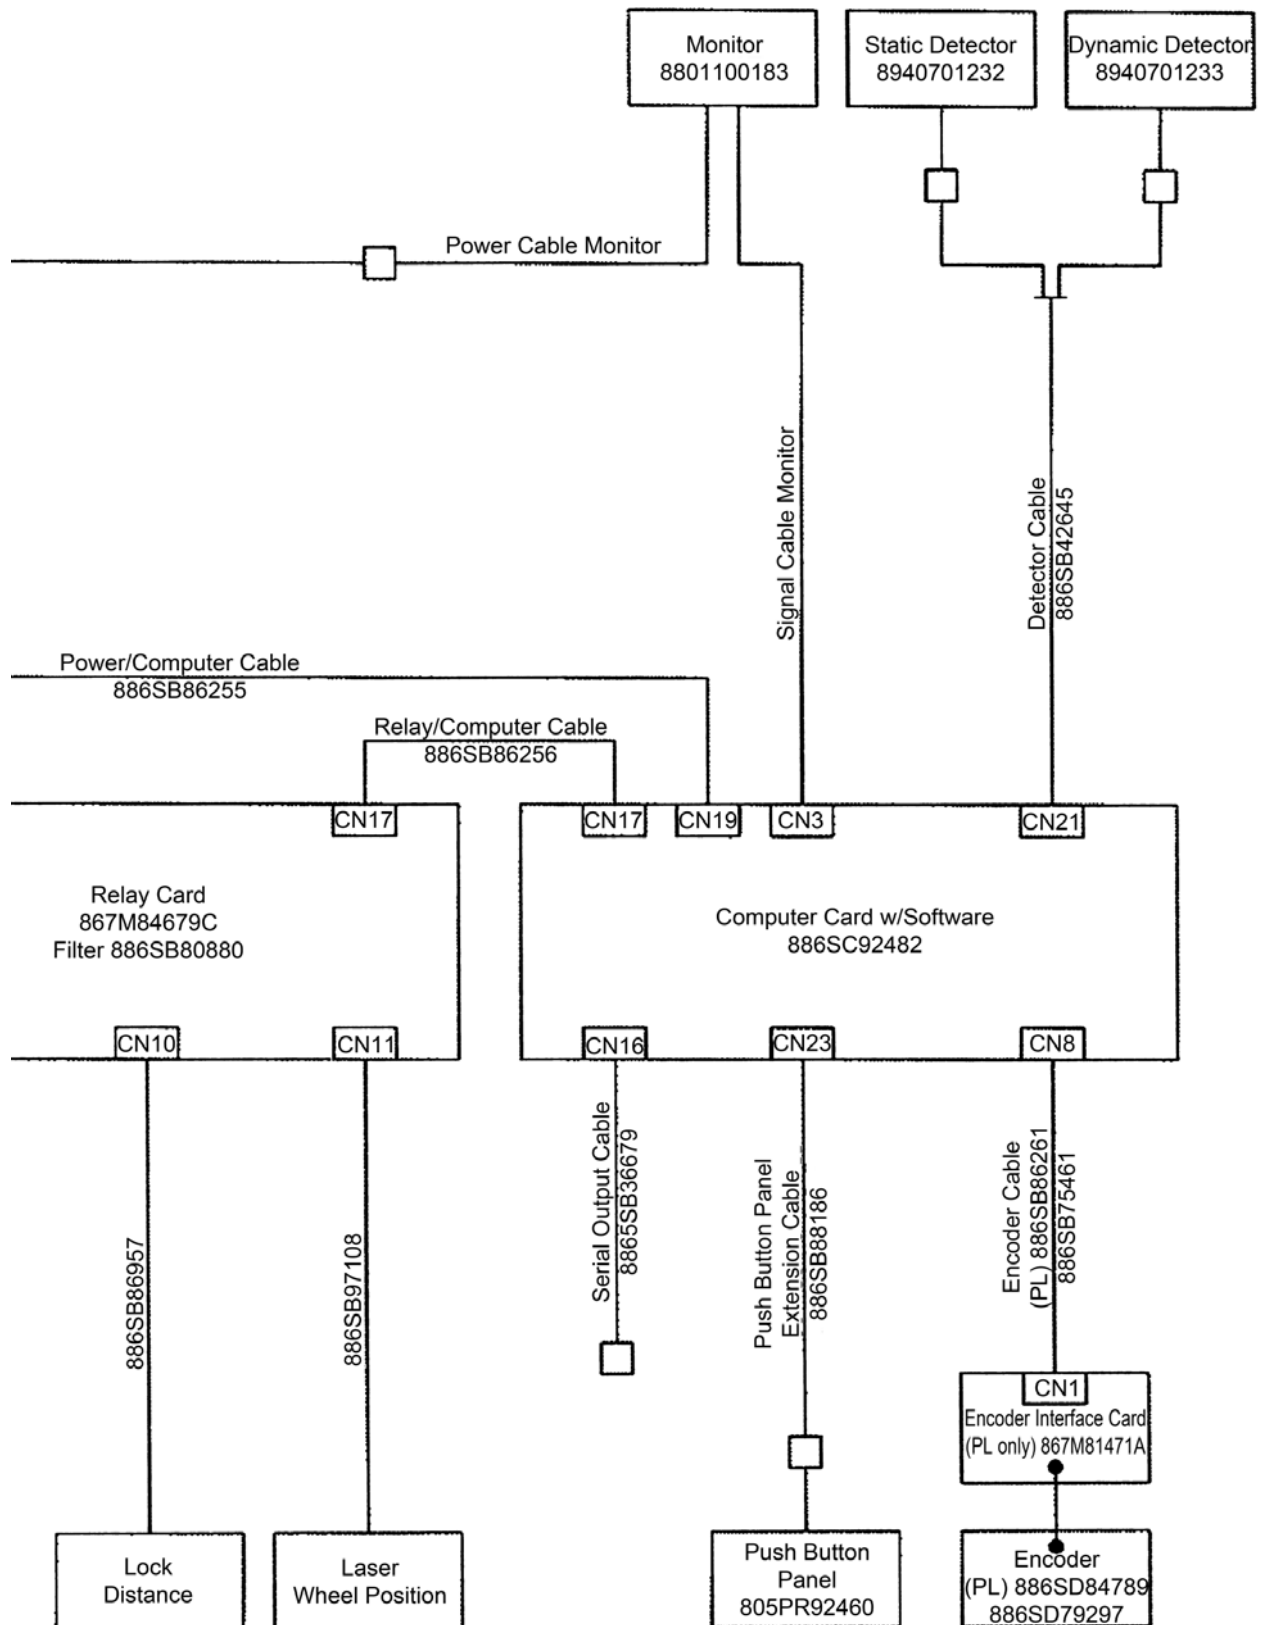 Monitor
8801100183
Static Detector
8940701232
Dynamic Detector
8940701233
Power Cable Monitor
Signal Cable Monitor
Detector Cable
886SB42645
Power/Computer Cable
886SB86255
Relay/Computer Cable
886SB86256
CN17
CN17
CN19
CN3
CN21
Relay Card
867M84679C
Filter 886SB80880
Computer Card w/Software
886SC92482
CN10
CN11
CN16
CN23
CN8
886SB86957
886SB97108
Serial Output Cable
8865SB36679
Push Button Panel
Extension Cable
886SB88186
Encoder Cable
(PL) 886SB86261
886SB75461
CN1
Encoder Interface Card
(PL only) 867M81471A
Lock
Distance
Laser
Wheel Position
Push Button
Panel
805PR92460
Encoder
(PL) 886SD84789
886SD79297